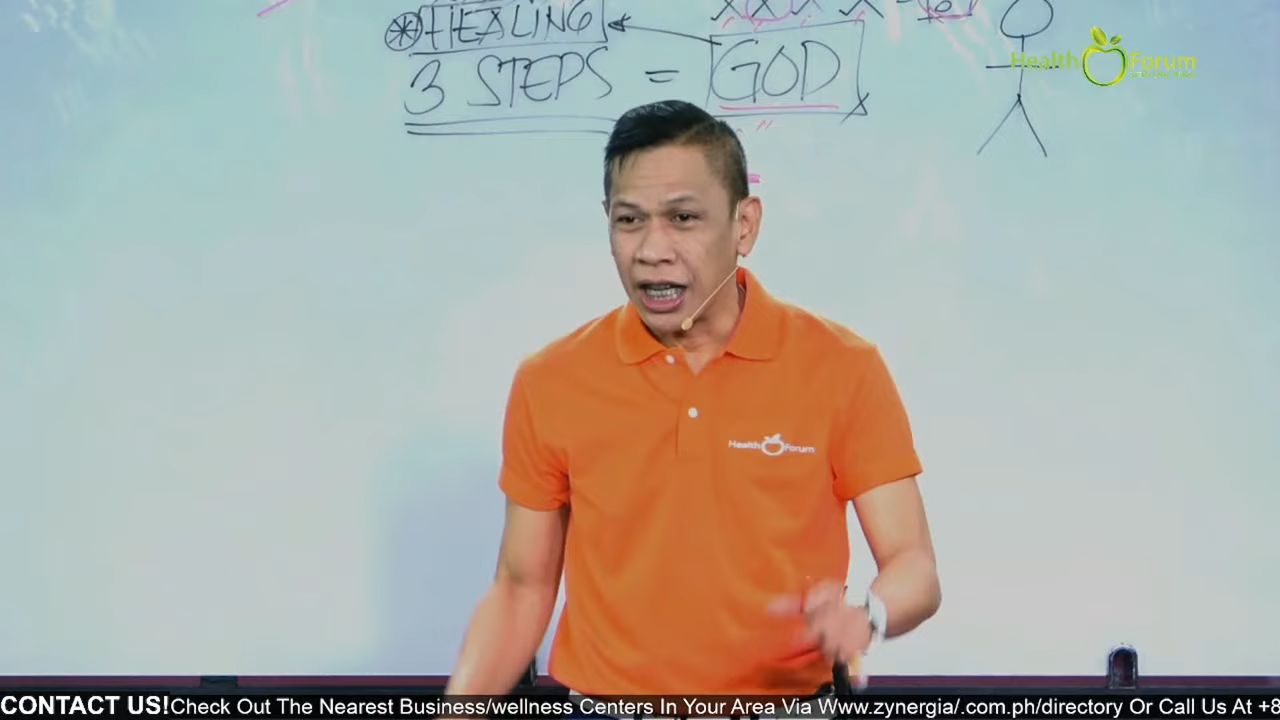 HEALING
3 STEPS = GOD
Health Forum
Health Forum
CONTACT US! Check Out The Nearest Business/wellness Centers In Your Area Via Www.zynergia/.com.ph/directory Or Call Us At +8